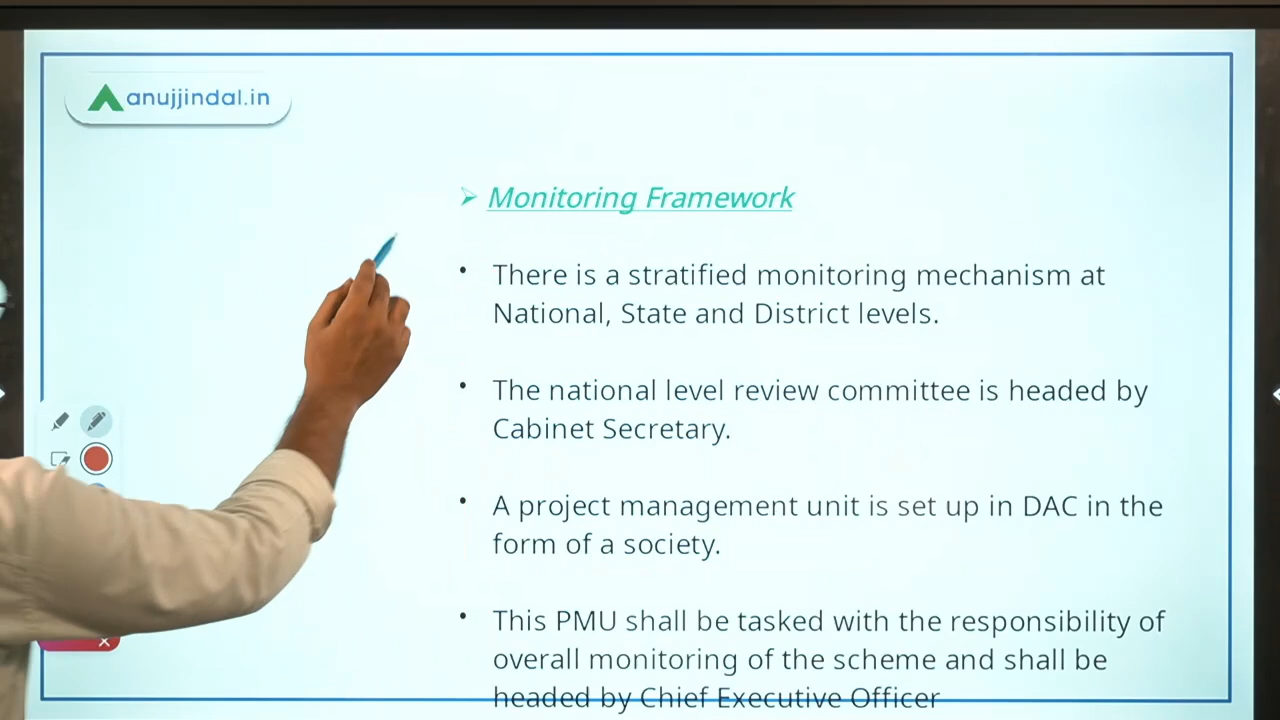 anujjindal.in
➢ Monitoring Framework
• There is a stratified monitoring mechanism at
National, State and District levels.
• The national level review committee is headed by
Cabinet Secretary.
• A project management unit is set up in DAC in the
form of a society.
• This PMU shall be tasked with the responsibility of
overall monitoring of the scheme and shall be
headed by Chief Executive Officer